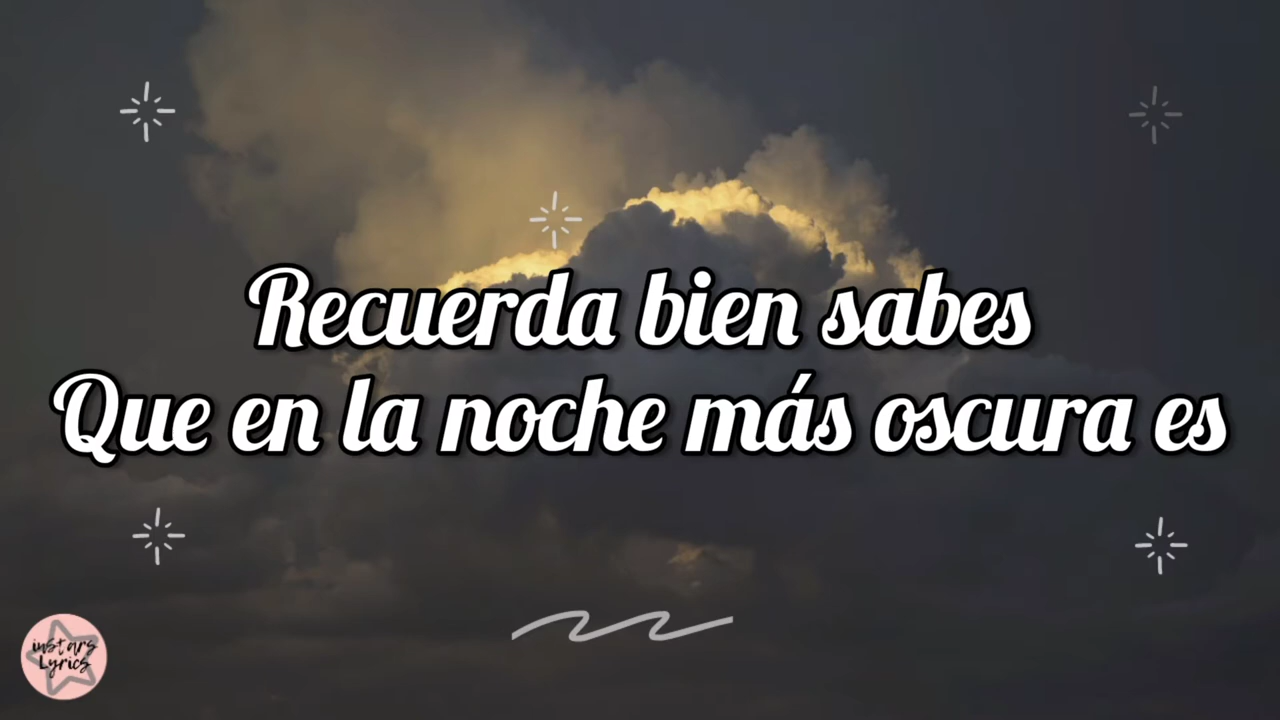 Recuerda bien sabes
Que en la noche más oscura es
instars
Lyrics